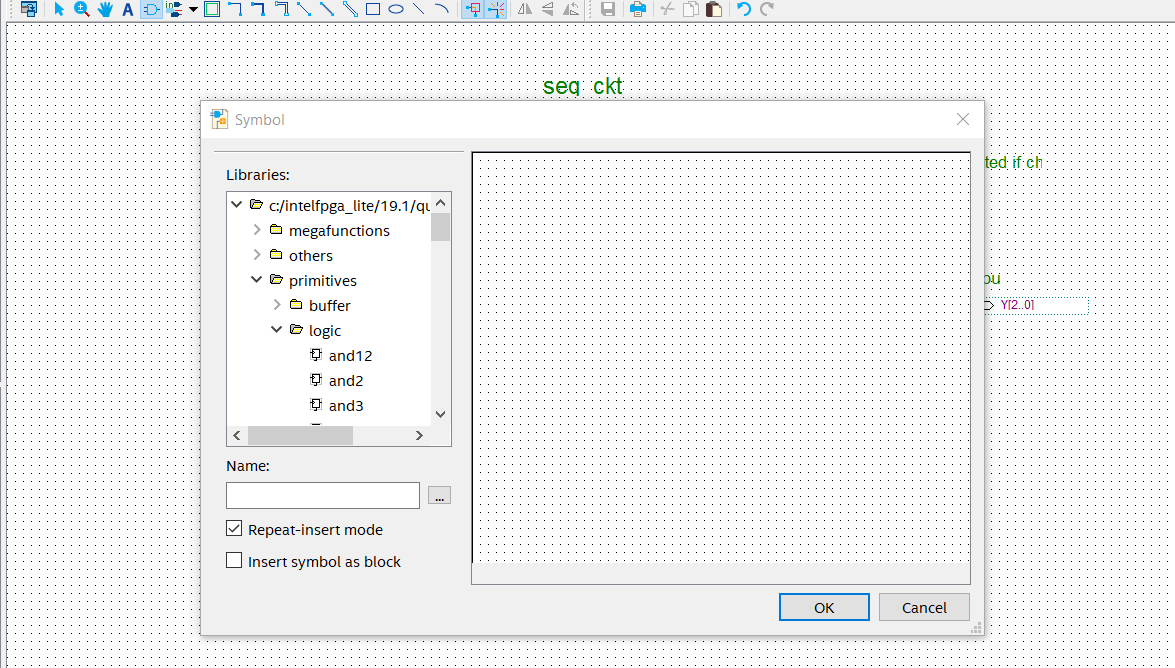 A
seq_ckt
Symbol
ted if ch
Libraries:
c:/intelfpga_lite/19.1/qu
megafunctions
others
primitives
ou
buffer
Y[2..0]
logic
and12
and2
and3
Name:
...
Repeat-insert mode
Insert symbol as block
OK
Cancel